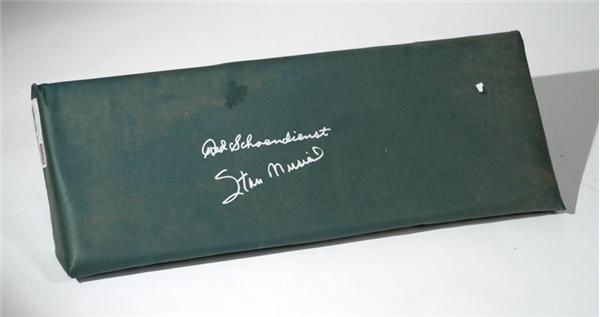 Red Schoendienst
Stan Musial